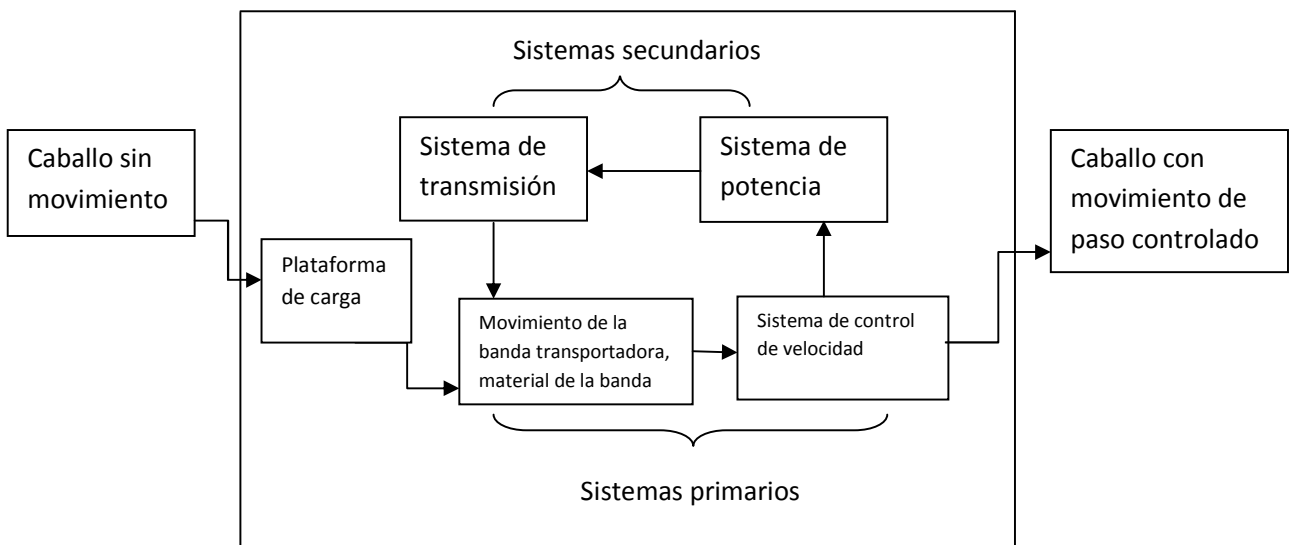 Sistemas secundarios
Caballo sin
movimiento
Sistema de
transmisión
Sistema de
potencia
Caballo con
movimiento de
paso controlado
Plataforma
de carga
Movimiento de la
banda transportadora,
material de la banda
Sistema de control
de velocidad
Sistemas primarios